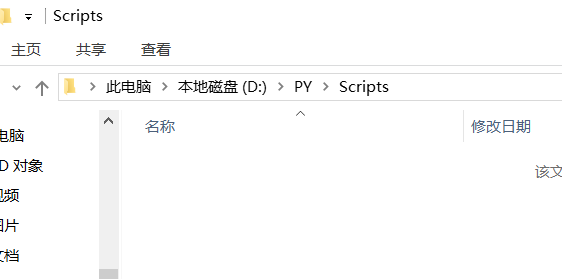 Scripts
主页 共享 查看
此电脑 本地磁盘 (D:) PY Scripts
名称 修改日期
电脑
D 对象
该文
视频
图片
文档